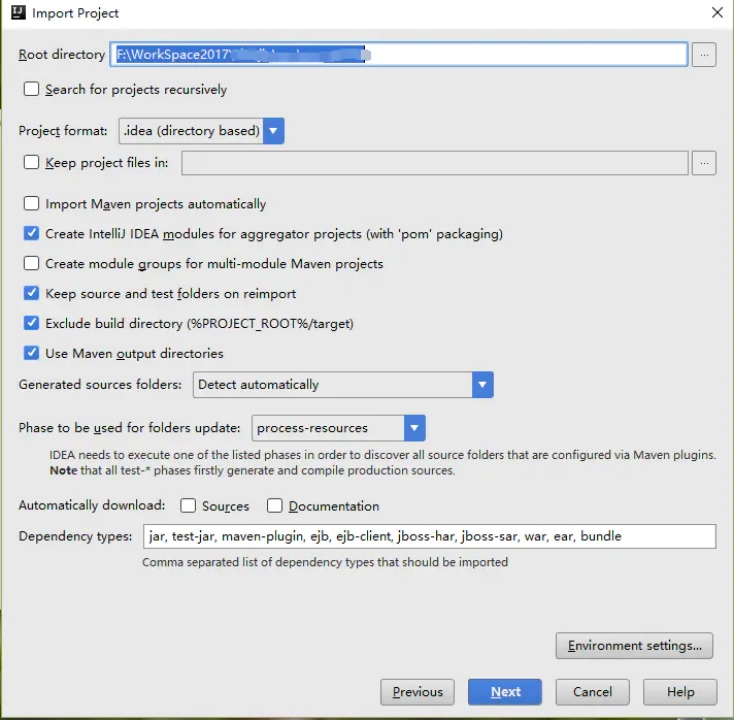 Import Project
Root directory F:\WorkSpace2017\
Search for projects recursively
Project format: .idea (directory based)
Keep project files in:
Import Maven projects automatically
Create IntelliJ IDEA modules for aggregator projects (with 'pom' packaging)
Create module groups for multi-module Maven projects
Keep source and test folders on reimport
Exclude build directory (%PROJECT_ROOT%/target)
Use Maven output directories
Generated sources folders: Detect automatically
Phase to be used for folders update: process-resources
IDEA needs to execute one of the listed phases in order to discover all source folders that are configured via Maven plugins.
Note that all test-* phases firstly generate and compile production sources.
Automatically download: Sources Documentation
Dependency types: jar, test-jar, maven-plugin, ejb, ejb-client, jboss-har, jboss-sar, war, ear, bundle
Comma separated list of dependency types that should be imported
Environment settings...
Previous Next Cancel Help